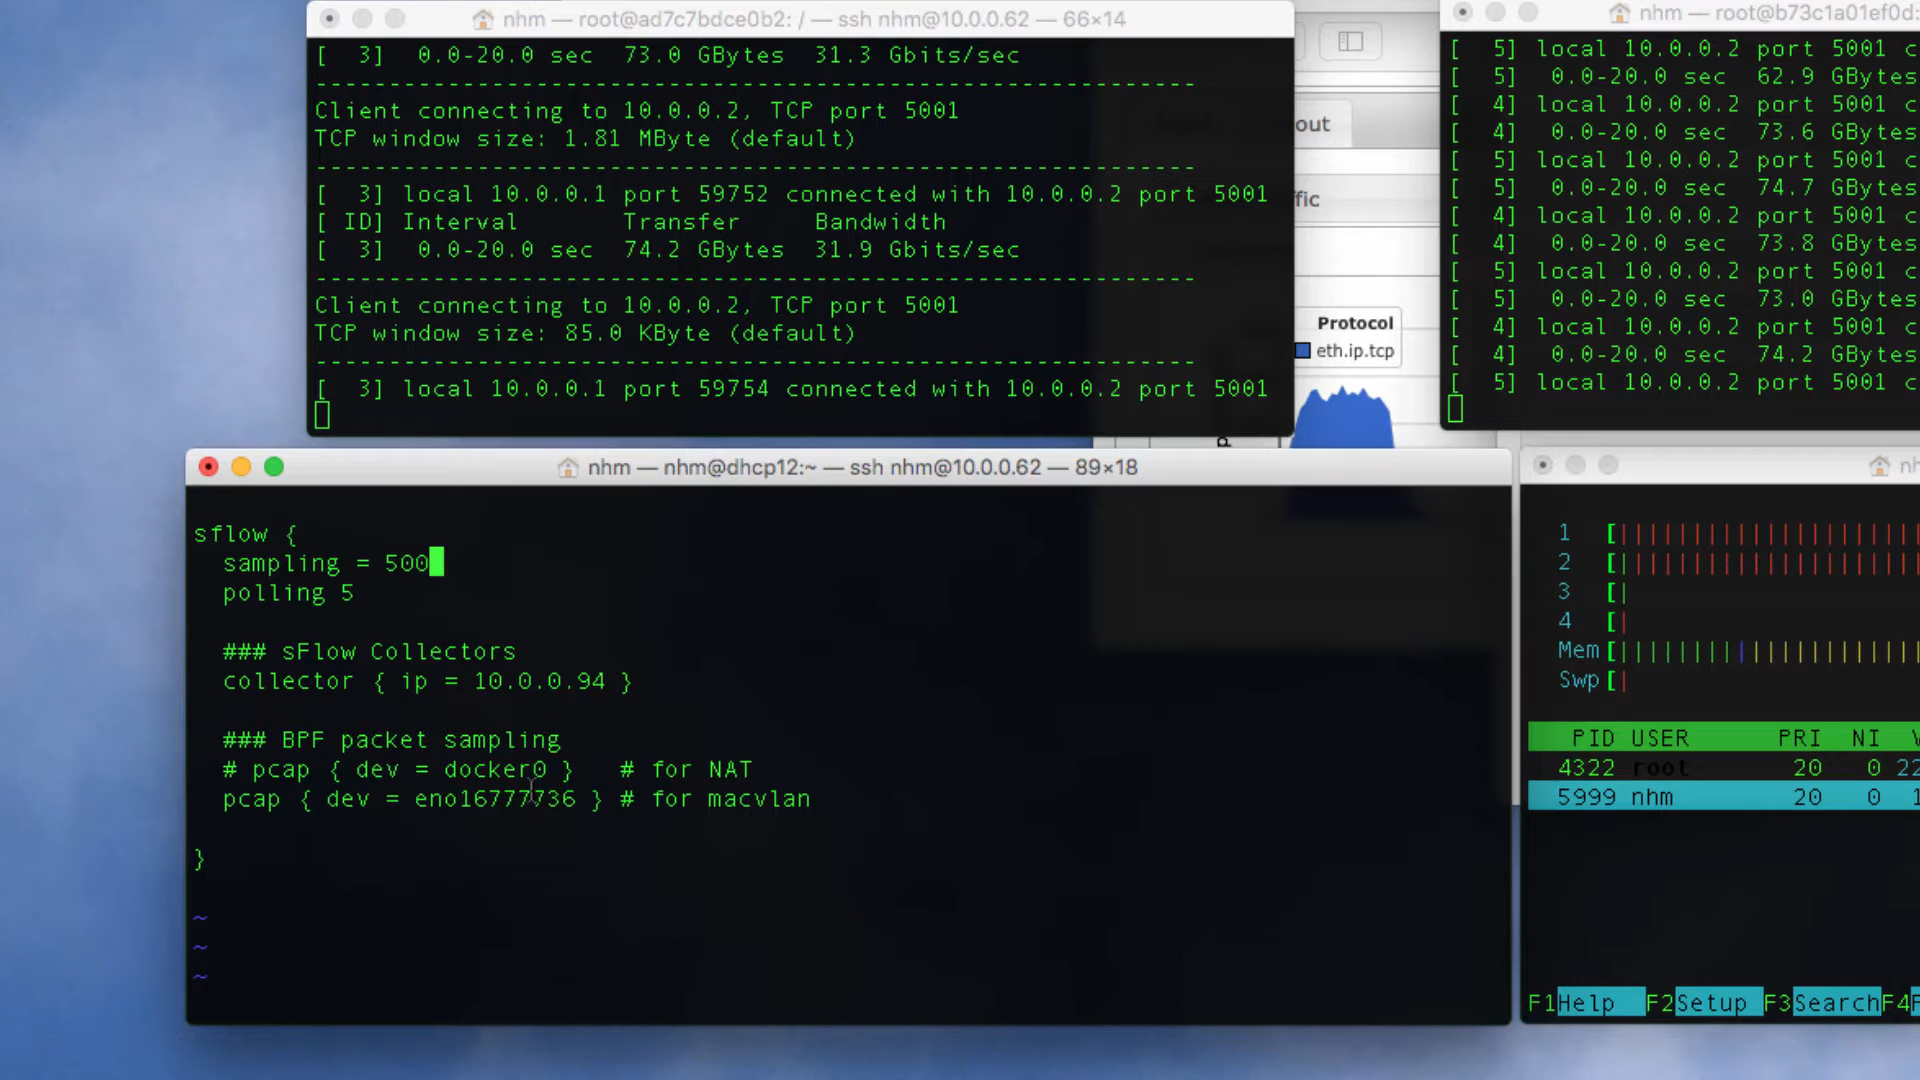 nhm — root@ad7c7bdce0b2: / — ssh nhm@10.0.0.62 — 66×14
[  3]  0.0-20.0 sec  73.0 GBytes  31.3 Gbits/sec
------------------------------------------------------------
Client connecting to 10.0.0.2, TCP port 5001
TCP window size: 1.81 MByte (default)
------------------------------------------------------------
[  3] local 10.0.0.1 port 59752 connected with 10.0.0.2 port 5001
[ ID] Interval       Transfer     Bandwidth
[  3]  0.0-20.0 sec  74.2 GBytes  31.9 Gbits/sec
------------------------------------------------------------
Client connecting to 10.0.0.2, TCP port 5001
TCP window size: 85.0 KByte (default)
------------------------------------------------------------
[  3] local 10.0.0.1 port 59754 connected with 10.0.0.2 port 5001
out
fic
Protocol
eth.ip.tcp
p
nhm — root@b73c1a01ef0d:
[  5] local 10.0.0.2 port 5001 c
[  5]  0.0-20.0 sec  62.9 GBytes
[  4] local 10.0.0.2 port 5001 c
[  4]  0.0-20.0 sec  73.6 GBytes
[  5] local 10.0.0.2 port 5001 c
[  5]  0.0-20.0 sec  74.7 GBytes
[  4] local 10.0.0.2 port 5001 c
[  4]  0.0-20.0 sec  73.8 GBytes
[  5] local 10.0.0.2 port 5001 c
[  5]  0.0-20.0 sec  73.0 GBytes
[  4] local 10.0.0.2 port 5001 c
[  4]  0.0-20.0 sec  74.2 GBytes
[  5] local 10.0.0.2 port 5001 c
nhm — nhm@dhcp12:~ — ssh nhm@10.0.0.62 — 89×18
sflow {
  sampling = 500
  polling 5
  ### sFlow Collectors
  collector { ip = 10.0.0.94 }
  ### BPF packet sampling
  # pcap { dev = docker0 }   # for NAT
  pcap { dev = eno16777736 } # for macvlan
}
~
~
~
nh
1 [||||||||||||||||||||
2 [||||||||||||||||||||
3 [|
4 [|
Mem[||||||||||||||||||||
Swp[|
PID USER PRI NI V
4322 root 20 0 22
5999 nhm 20 0 1
F1Help F2Setup F3SearchF4F